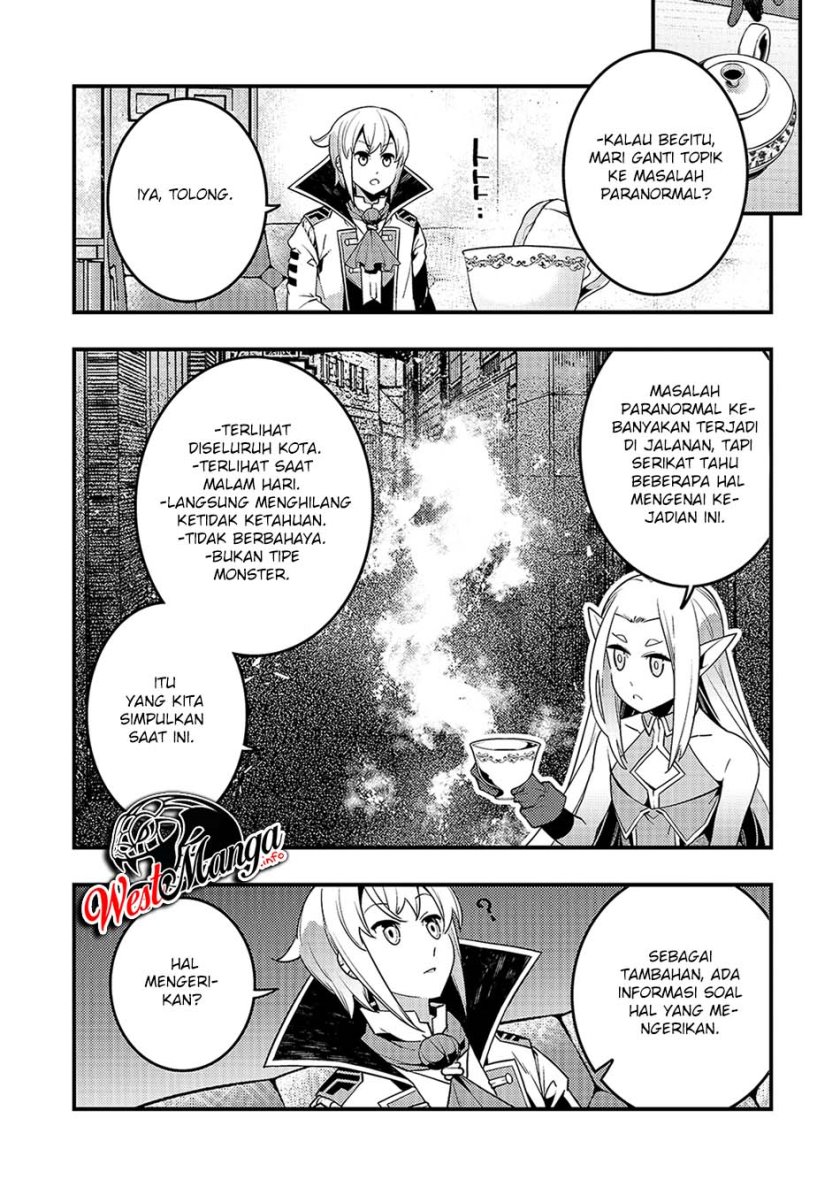 -KALAU BEGITU,
MARI GANTI TOPIK
KE MASALAH
PARANORMAL?
IYA, TOLONG.
MASALAH
PARANORMAL KE-
BANYAKAN TERJADI
DI JALANAN, TAPI
SERIKAT TAHU
BEBERAPA HAL
MENGENAI KE-
JADIAN INI.
-TERLIHAT
DISELURUH KOTA.
-TERLIHAT SAAT
MALAM HARI.
-LANGSUNG MENGHILANG
KETIDAK KETAHUAN.
-TIDAK BERBAHAYA.
-BUKAN TIPE
MONSTER.
ITU
YANG KITA
SIMPULKAN
SAAT INI.
WestManga
.info
SEBAGAI
TAMBAHAN, ADA
INFORMASI SOAL
HAL YANG ME-
NGERIKAN.
?
HAL
MENGERI-
KAN?